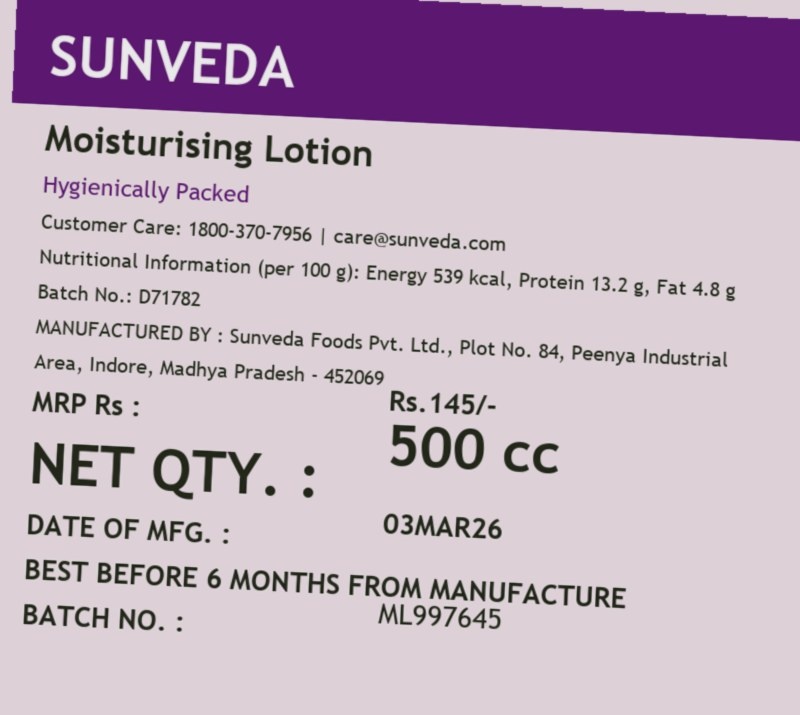 SUNVEDA
Moisturising Lotion
Hygienically Packed
Customer Care: 1800-370-7956 | care@sunveda.com
Nutritional Information (per 100 g): Energy 539 kcal, Protein 13.2 g, Fat 4.8 g
Batch No.: D71782
MANUFACTURED BY : Sunveda Foods Pvt. Ltd., Plot No. 84, Peenya Industrial
Area, Indore, Madhya Pradesh - 452069
MRP Rs : Rs.145/-
NET QTY. : 500 cc
DATE OF MFG. : 03MAR26
BEST BEFORE 6 MONTHS FROM MANUFACTURE
BATCH NO. : ML997645